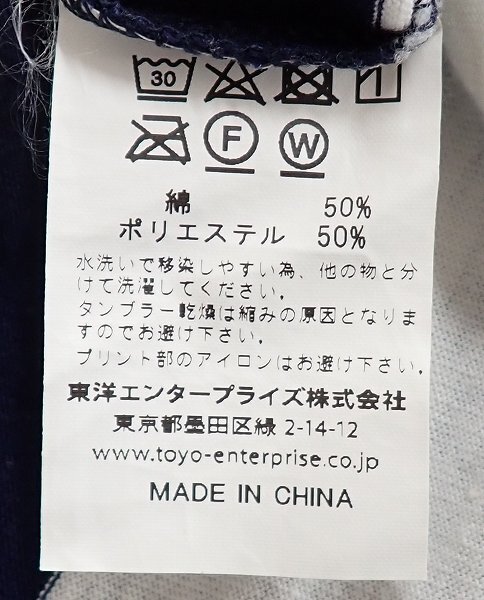 30
F W
綿 50%
ポリエステル 50%
水洗いで移染しやすい為、他の物と分
けて洗濯してください。
タンブラー乾燥は縮みの原因となりま
すのでお避け下さい。
プリント部のアイロンはお避け下さい。
東洋エンタープライズ株式会社
東京都墨田区緑 2-14-12
www.toyo-enterprise.co.jp
MADE IN CHINA